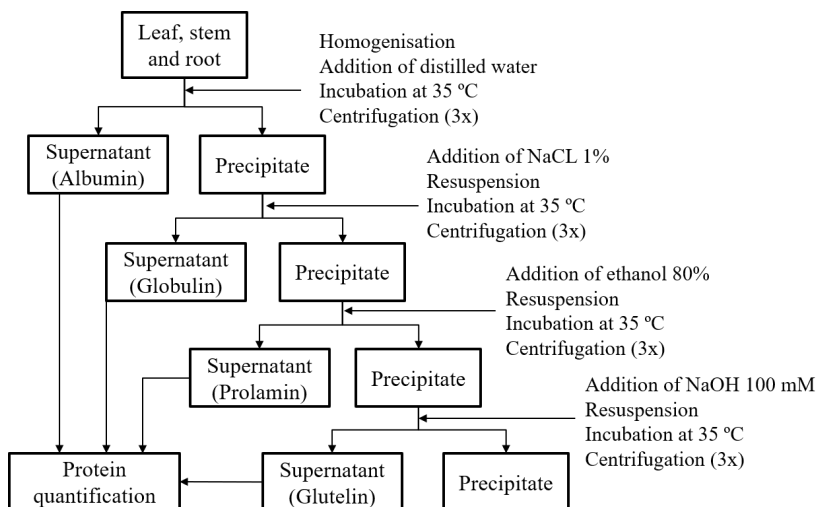 Leaf, stem
and root
Homogenisation
Addition of distilled water
Incubation at 35 ºC
Centrifugation (3x)
Supernatant
(Albumin)
Precipitate
Addition of NaCL 1%
Resuspension
Incubation at 35 ºC
Centrifugation (3x)
Supernatant
(Globulin)
Precipitate
Addition of ethanol 80%
Resuspension
Incubation at 35 ºC
Centrifugation (3x)
Supernatant
(Prolamin)
Precipitate
Addition of NaOH 100 mM
Resuspension
Incubation at 35 ºC
Centrifugation (3x)
Protein
quantification
Supernatant
(Glutelin)
Precipitate